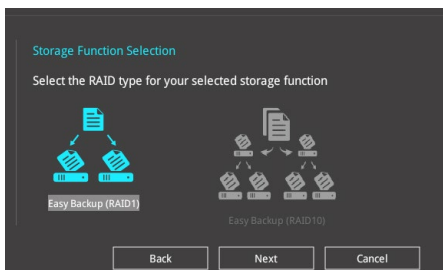 Storage Function Selection
Select the RAID type for your selected storage function
Easy Backup (RAID1)
Easy Backup (RAID10)
Back
Next
Cancel